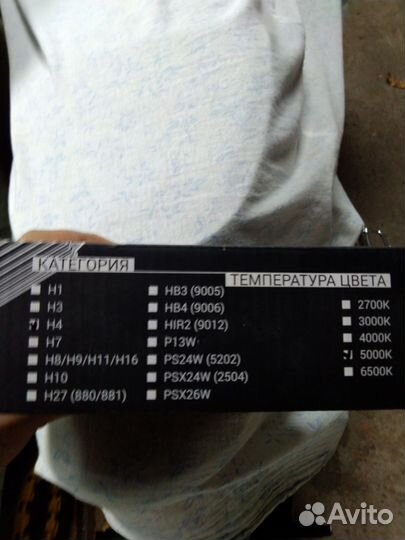 КАТЕГОРИЯ
H1
H3
H4
H7
H8/H9/H11/H16
H10
H27 (880/881)
HB3 (9005)
HB4 (9006)
HIR2 (9012)
P13W
PS24W (5202)
PSX24W (2504)
PSX26W
ТЕМПЕРАТУРА ЦВЕТА
2700K
3000K
4000K
5000K
6500K
Avito